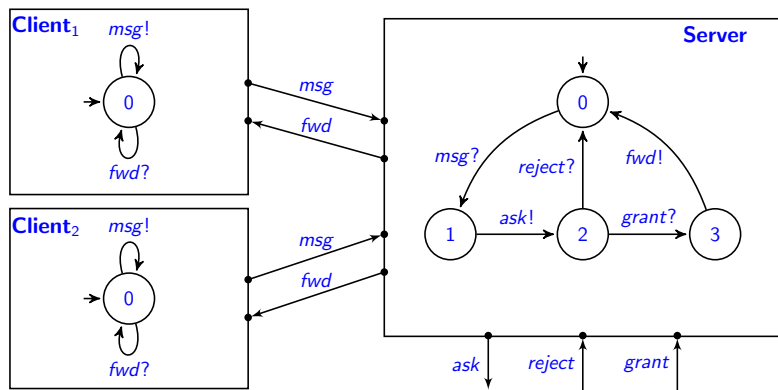 Client₁
msg!
0
fwd?
msg
fwd
Client₂
msg!
0
fwd?
msg
fwd
Server
0
msg?
reject?
fwd!
1
ask!
2
grant?
3
ask
reject
grant